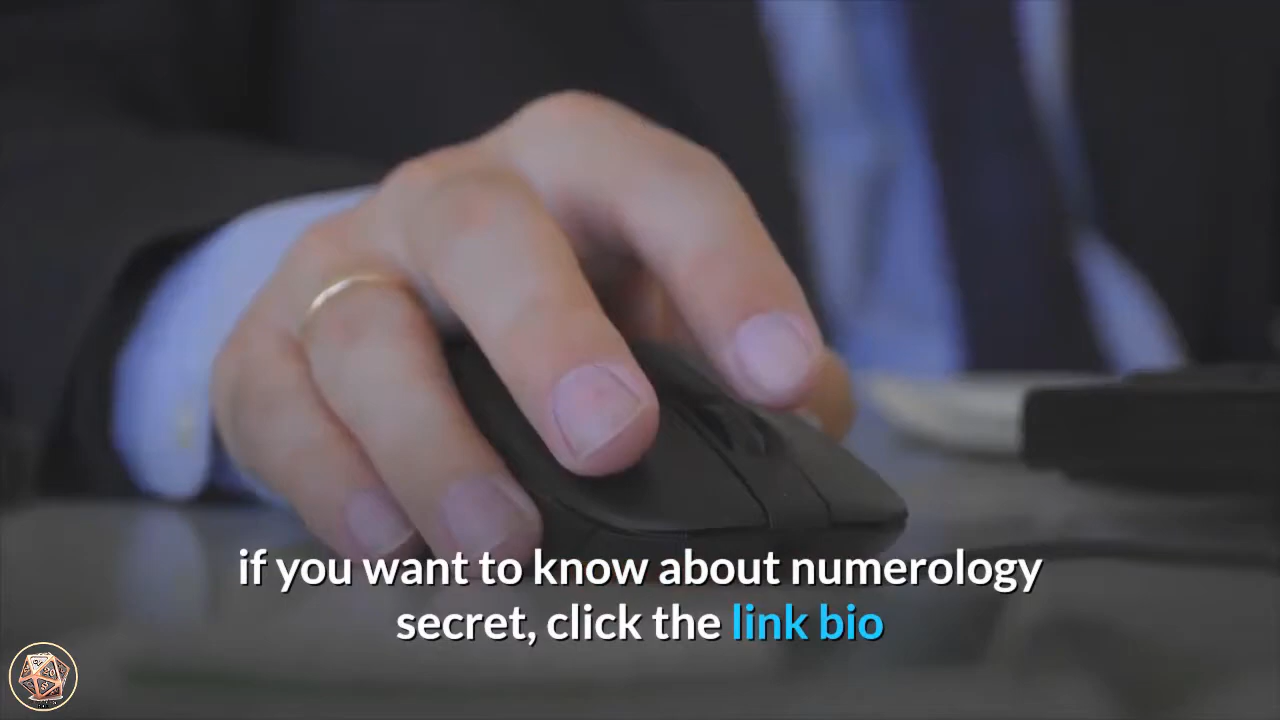 if you want to know about numerology
secret, click the link bio